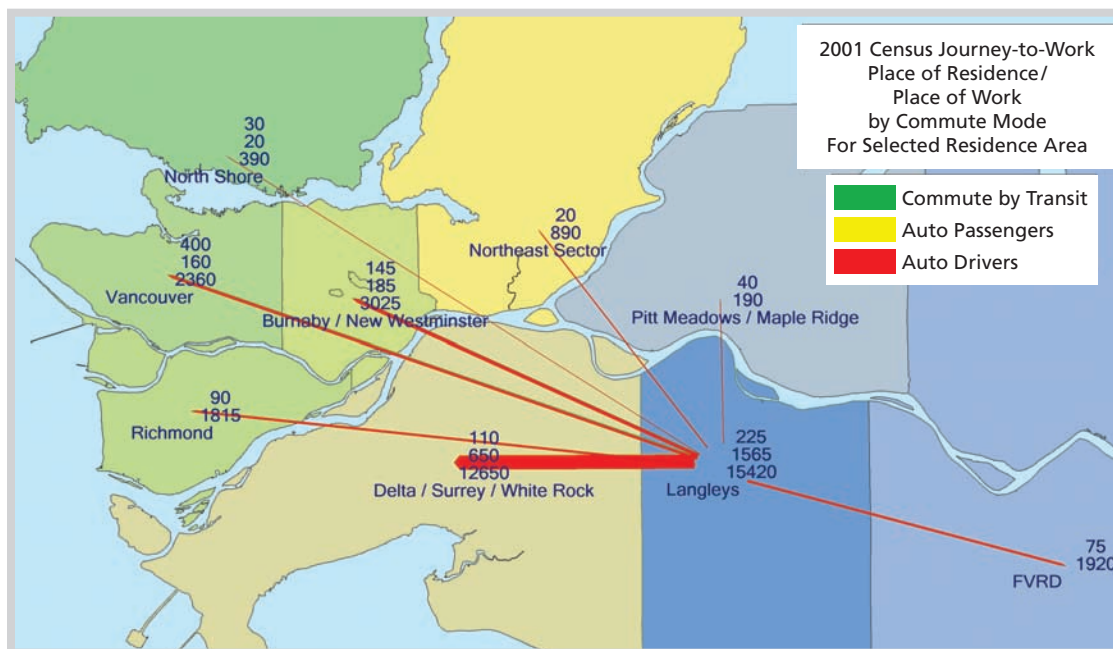 2001 Census Journey-to-Work
Place of Residence/
Place of Work
by Commute Mode
For Selected Residence Area
Commute by Transit
Auto Passengers
Auto Drivers
30
20
390
North Shore
20
890
Northeast Sector
400
160
2360
Vancouver
145
185
3025
Burnaby / New Westminster
40
190
Pitt Meadows / Maple Ridge
90
1815
Richmond
110
650
12650
Delta / Surrey / White Rock
225
1565
15420
Langleys
75
1920
FVRD